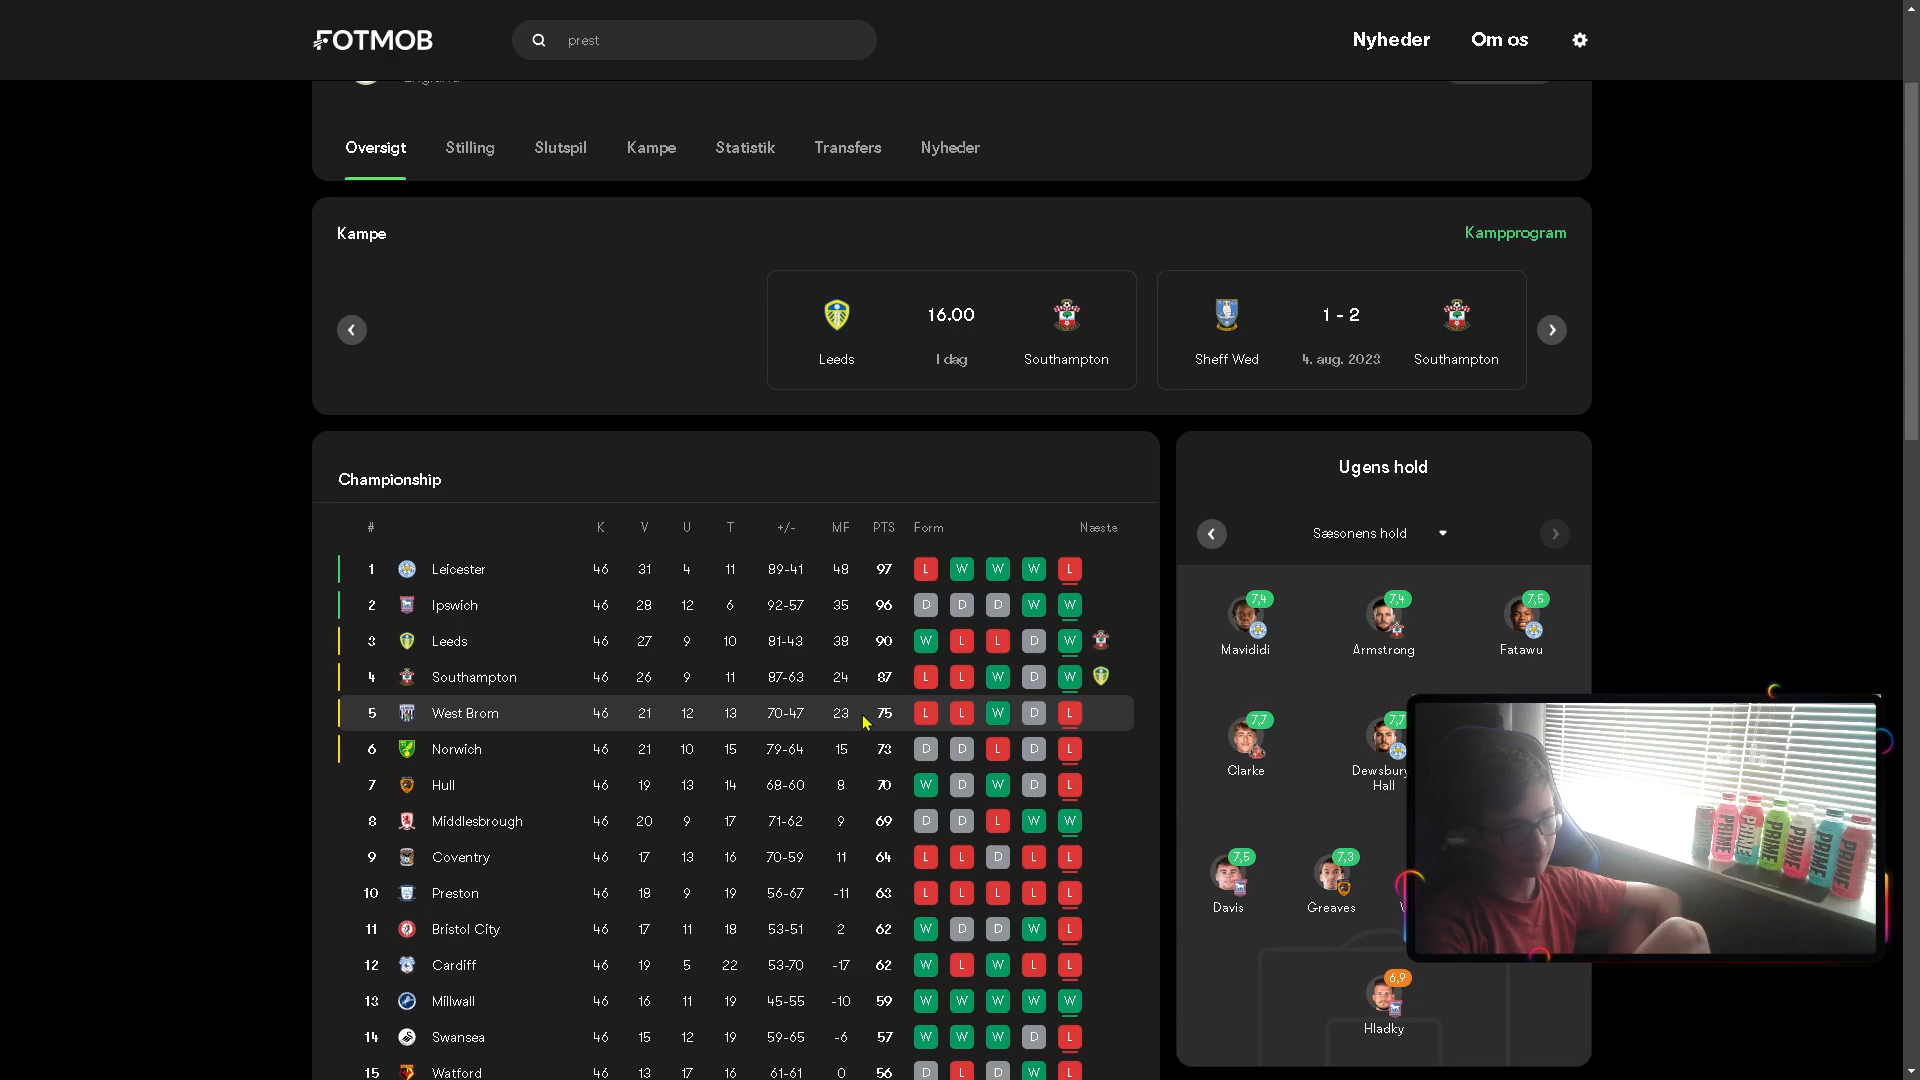 FOTMOB
prest
Nyheder
Om os
Oversigt
Stilling
Slutspil
Kampe
Statistik
Transfers
Nyheder
Kampe
Kampprogram
Leeds
16.00
I dag
Southampton
Sheff Wed
1 - 2
4. aug. 2023
Southampton
Championship
# K V U T +/- MF PTS Form Næste
1 Leicester 46 31 4 11 89-41 48 97 L W W W L
2 Ipswich 46 28 12 6 92-57 35 96 D D D W W
3 Leeds 46 27 9 10 81-43 38 90 W L L D W
4 Southampton 46 26 9 11 87-63 24 87 L L W D W
5 West Brom 46 21 12 13 70-47 23 75 L L W D L
6 Norwich 46 21 10 15 79-64 15 73 D D L D L
7 Hull 46 19 13 14 68-60 8 70 W D W D L
8 Middlesbrough 46 20 9 17 71-62 9 69 D D L W W
9 Coventry 46 17 13 16 70-59 11 64 L L D L L
10 Preston 46 18 9 19 56-67 -11 63 L L L L L
11 Bristol City 46 17 11 18 53-51 2 62 W D D W L
12 Cardiff 46 19 5 22 53-70 -17 62 W L W L L
13 Millwall 46 16 11 19 45-55 -10 59 W W W W W
14 Swansea 46 15 12 19 59-65 -6 57 W W W D L
15 Watford 46 13 17 16 61-61 0 56 D L D W L
Ugens hold
Sæsonens hold
7,4
Mavididi
7,4
Armstrong
7,5
Fatawu
7,7
Clarke
7,7
Dewsbury
Hall
7,5
Davis
7,3
Greaves
6,9
Hladky
PRIME
PRIME
PRIME
PRIME
PRIME
PRIME